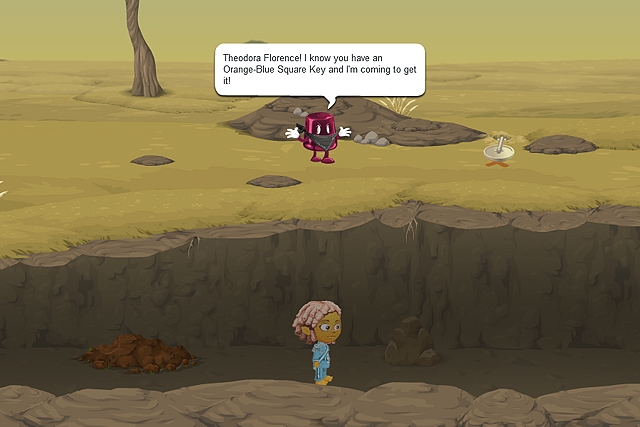 Theodora Florence! I know you have an
Orange-Blue Square Key and I'm coming to get
it!